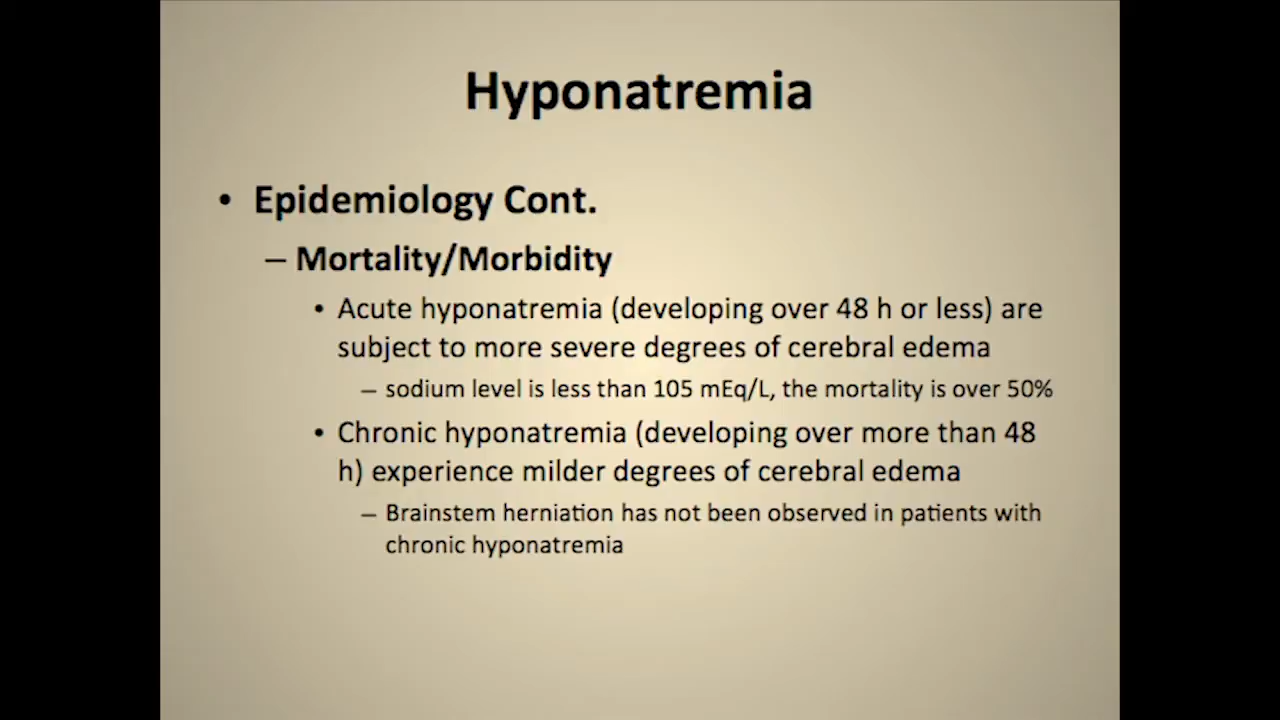 Hyponatremia
• Epidemiology Cont.
– Mortality/Morbidity
• Acute hyponatremia (developing over 48 h or less) are
subject to more severe degrees of cerebral edema
– sodium level is less than 105 mEq/L, the mortality is over 50%
• Chronic hyponatremia (developing over more than 48
h) experience milder degrees of cerebral edema
– Brainstem herniation has not been observed in patients with
chronic hyponatremia